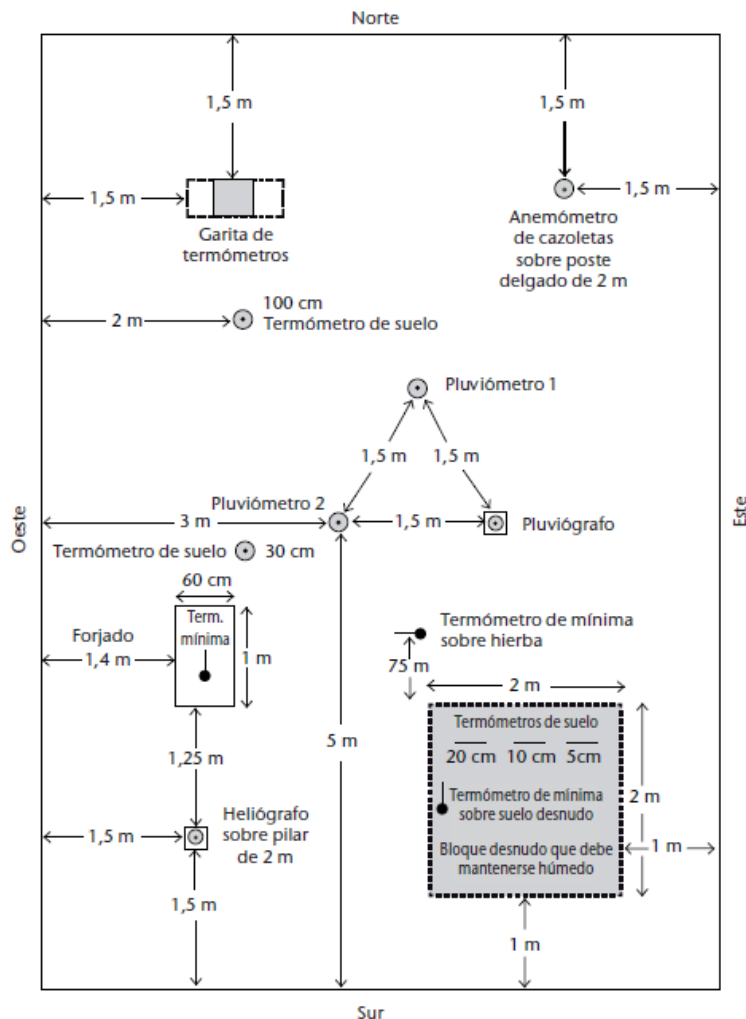 Norte
1,5 m
1,5 m
1,5 m
1,5 m
Garita de
termómetros
Anemómetro
de cazoletas
sobre poste
delgado de 2 m
100 cm
2 m
Termómetro de suelo
Pluviómetro 1
1,5 m
1,5 m
Oeste
Este
Pluviómetro 2
3 m
1,5 m
Pluviógrafo
Termómetro de suelo
30 cm
60 cm
Term.
mínima
Forjado
1,4 m
1 m
Termómetro de mínima
sobre hierba
75 m
2 m
5 m
Termómetros de suelo
20 cm
10 cm
5cm
1,25 m
2 m
Termómetro de mínima
sobre suelo desnudo
Heliógrafo
sobre pilar
de 2 m
1,5 m
Bloque desnudo que debe
mantenerse húmedo
1 m
1,5 m
1 m
Sur